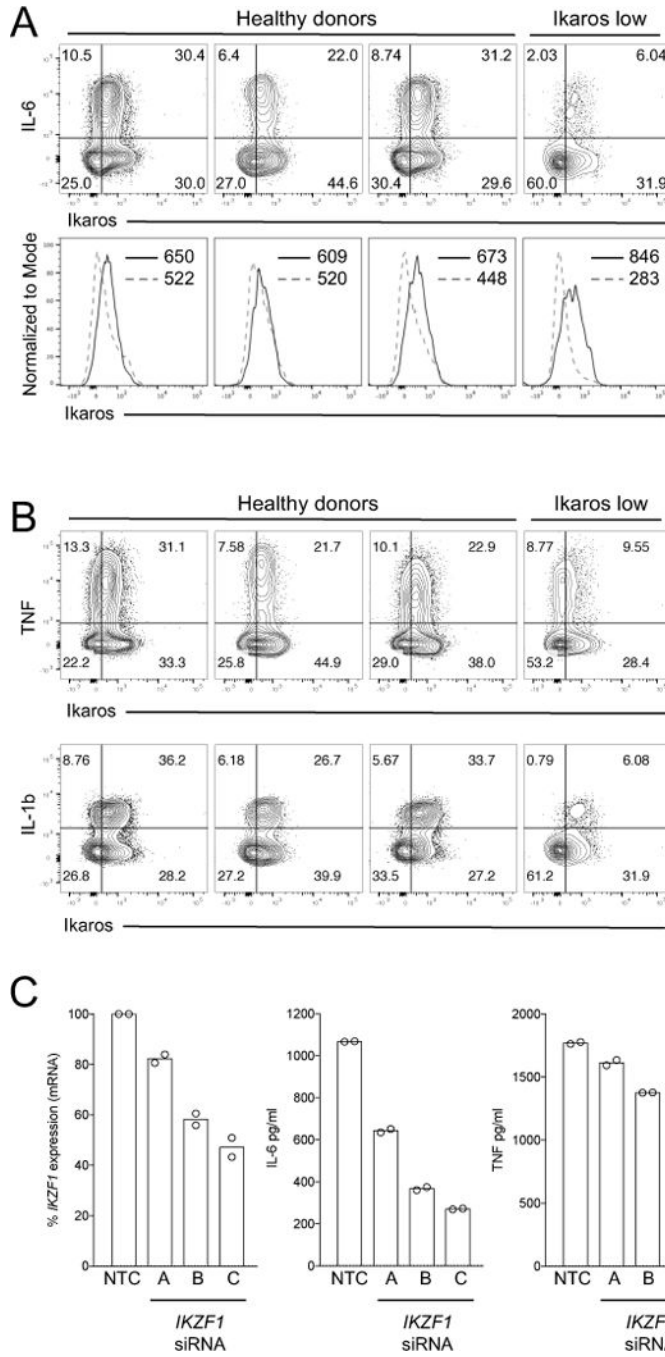 A
Healthy donors Ikaros low
10.5 30.4 6.4 22.0 8.74 31.2 2.03 6.04
IL-6
25.0 30.0 27.0 44.6 30.4 29.6 60.0 31.9
Ikaros
650 609 673 846
522 520 448 283
Normalized to Mode
100
80
60
40
20
0
Ikaros
B
Healthy donors Ikaros low
13.3 31.1 7.58 21.7 10.1 22.9 8.77 9.55
TNF
22.2 33.3 25.8 44.9 29.0 38.0 53.2 28.4
Ikaros
8.76 36.2 6.18 26.7 5.67 33.7 0.79 6.08
IL-1b
26.8 28.2 27.2 39.9 33.5 27.2 61.2 31.9
Ikaros
C
% IKZF1 expression (mRNA)
100
80
60
40
20
0
NTC A B C
IKZF1
siRNA
IL-6 pg/ml
1200
1000
800
600
400
200
0
NTC A B C
IKZF1
siRNA
TNF pg/ml
2000
1500
1000
500
0
NTC A B
IKZF
siRN